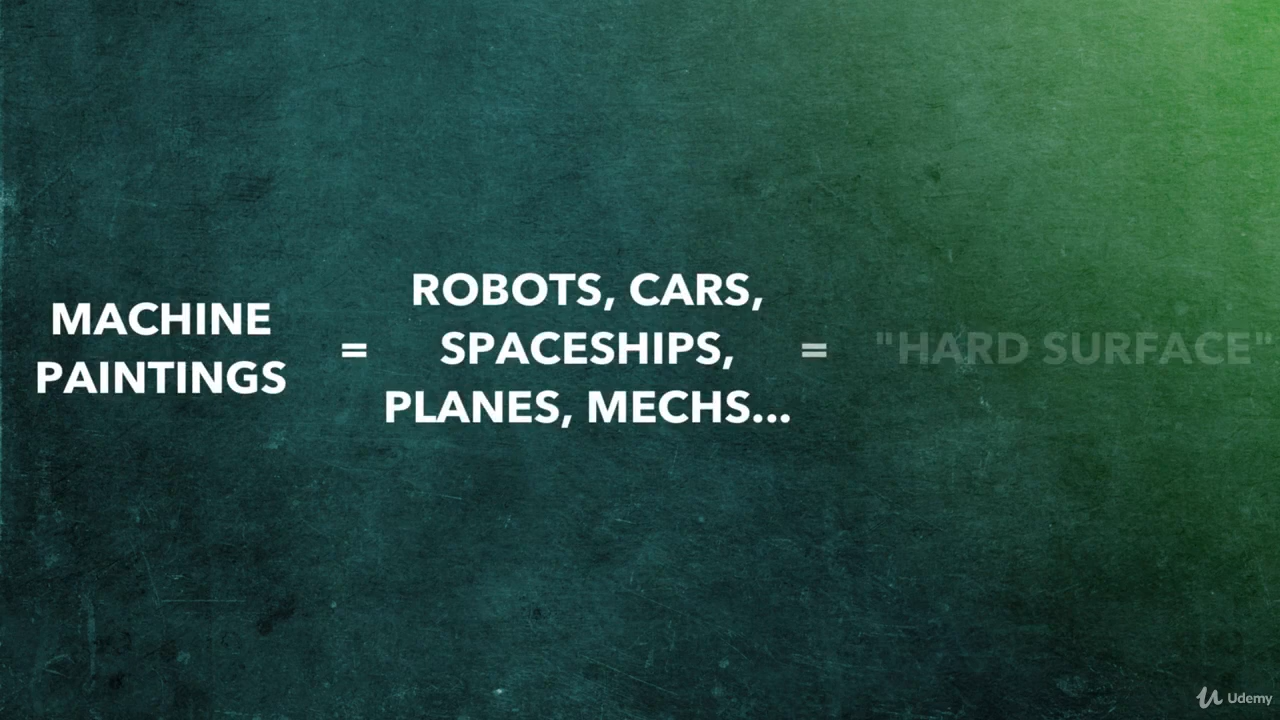 MACHINE
PAINTINGS
=
ROBOTS, CARS,
SPACESHIPS,
PLANES, MECHS...
=
"HARD SURFACE"
Udemy